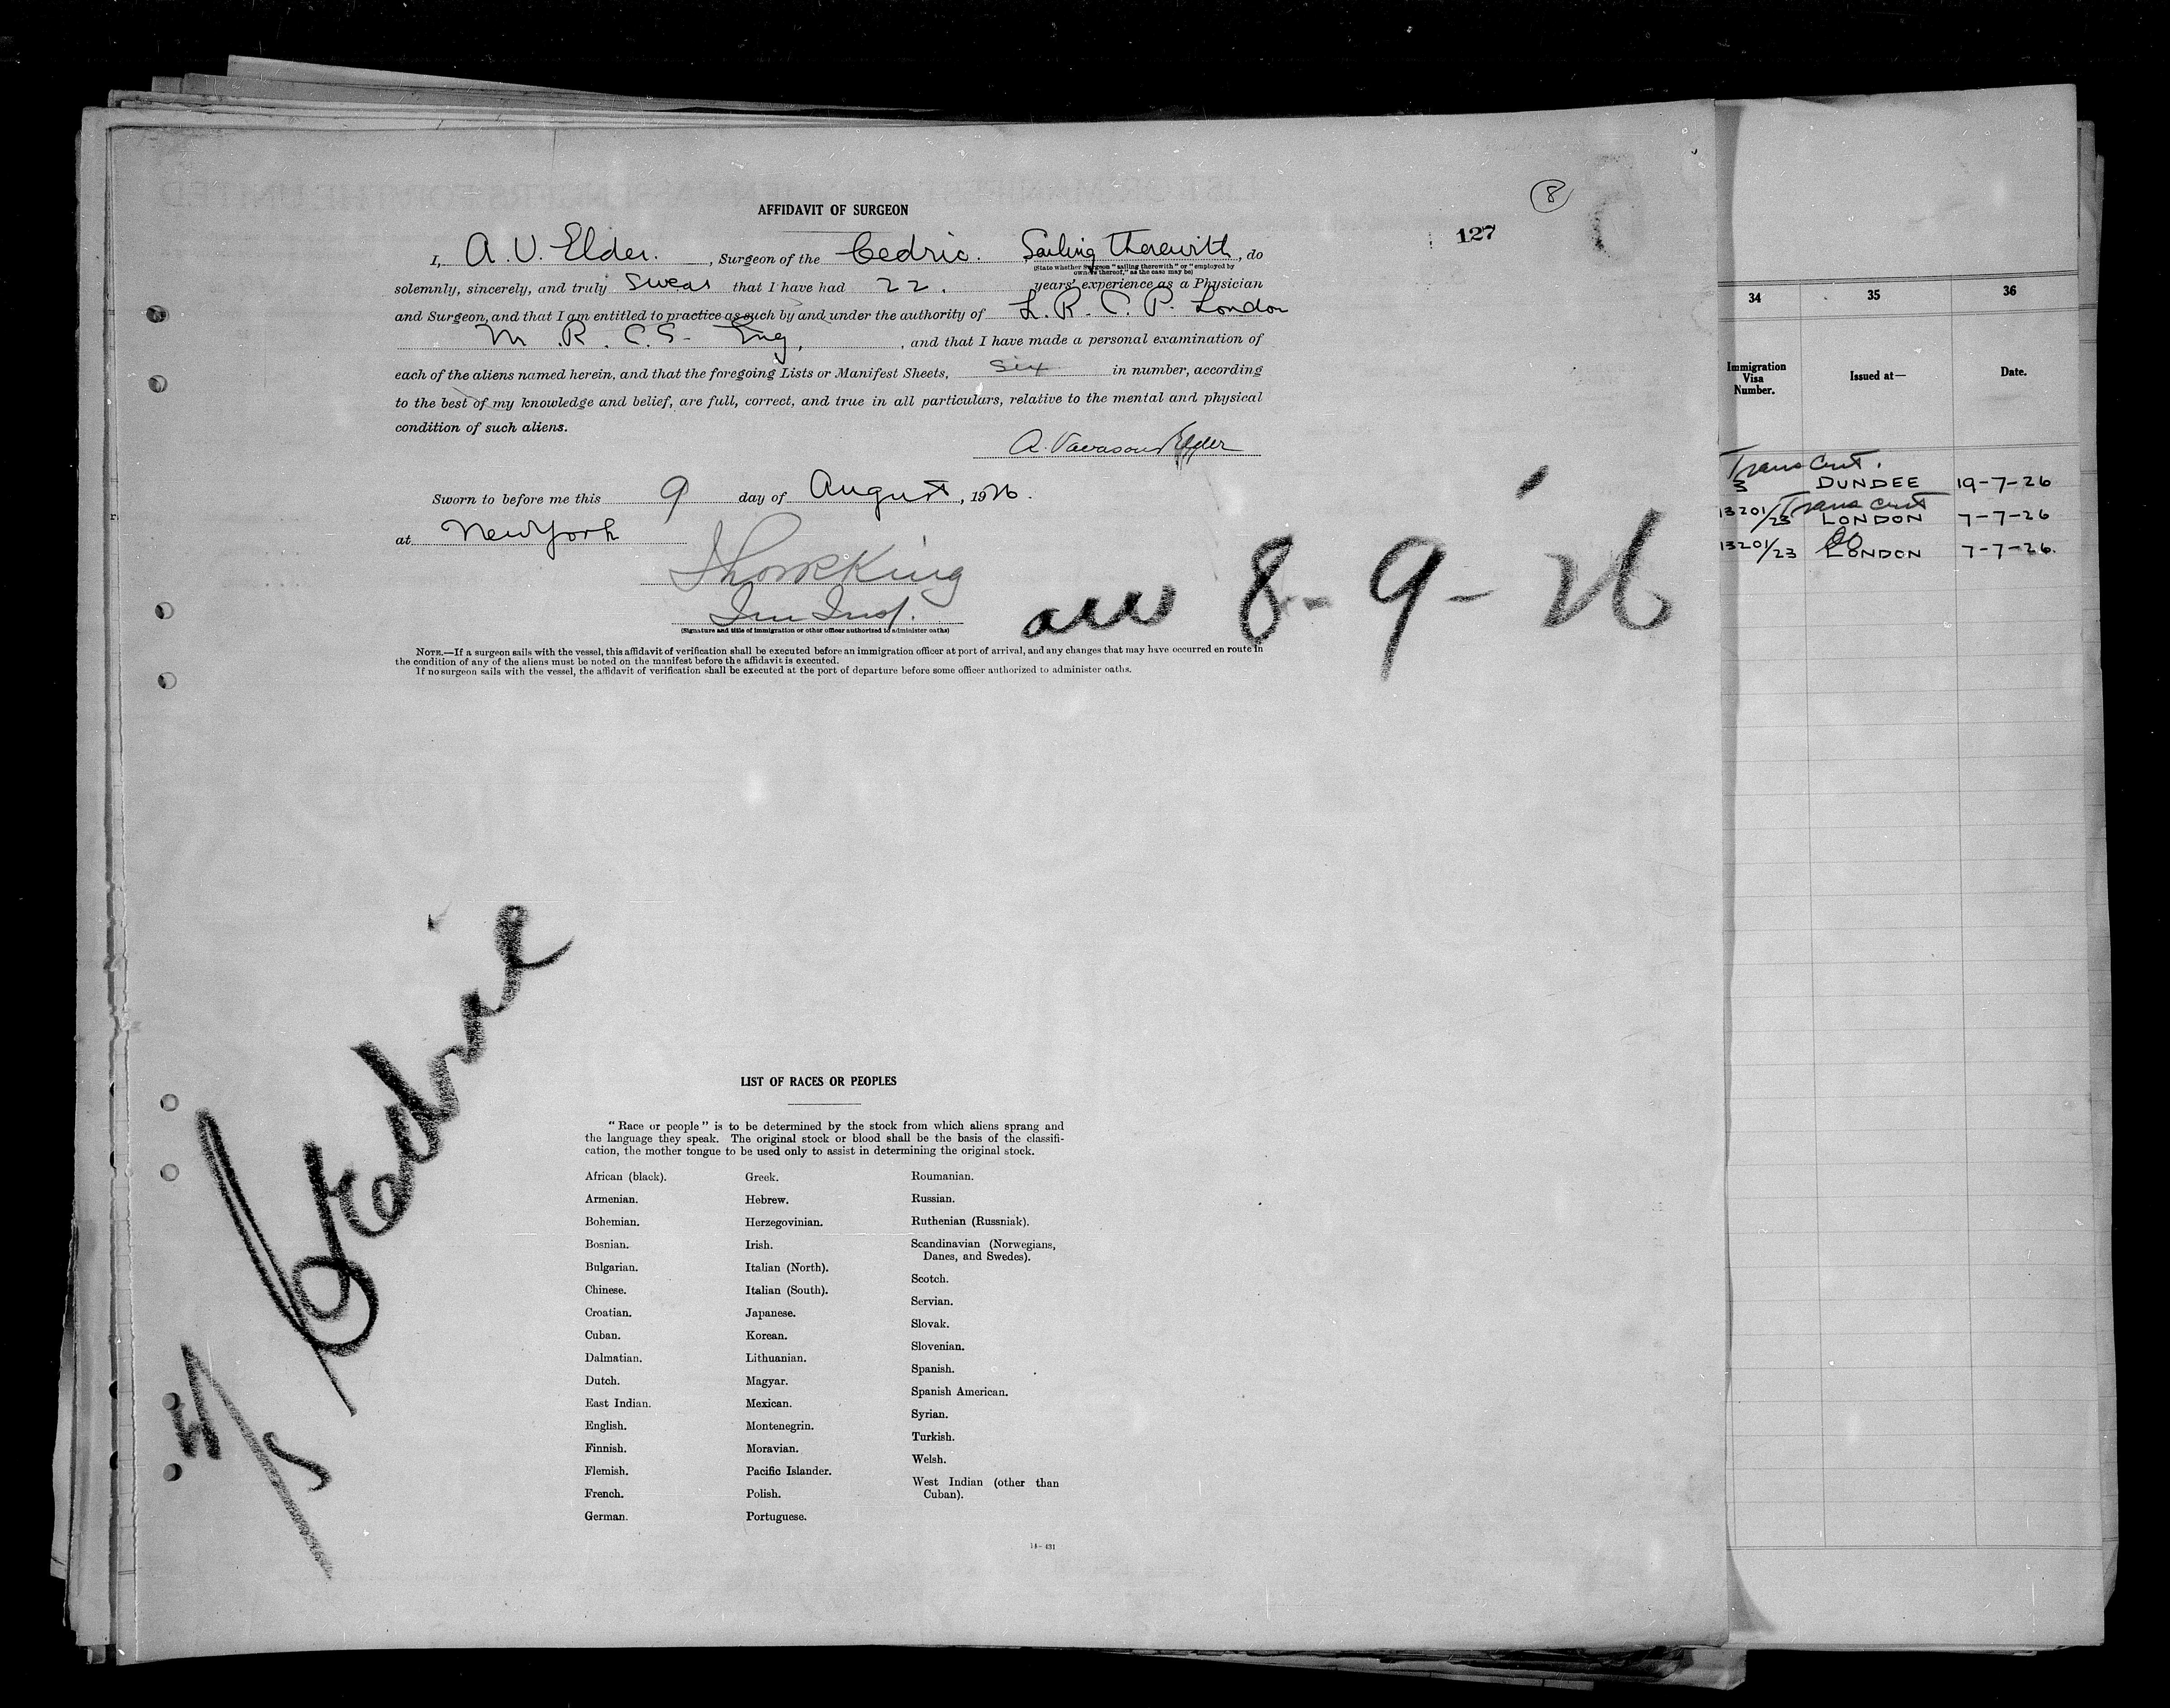 8
127
AFFIDAVIT OF SURGEON
I, A. V. Elder. , Surgeon of the Cedric. Sailing therewith, do
(State whether Surgeon "sailing therewith" or "employed by
owners thereof," as the case may be)
solemnly, sincerely, and truly swear that I have had 22. years' experience as a Physician
and Surgeon, and that I am entitled to practice as such by and under the authority of L. R. C. P. London
M. R. C. S. Eng. , and that I have made a personal examination of
each of the aliens named herein, and that the foregoing Lists or Manifest Sheets, six in number, according
to the best of my knowledge and belief, are full, correct, and true in all particulars, relative to the mental and physical
condition of such aliens.
A. Vavasour Elder
Sworn to before me this 9 day of August, 1926.
at New York
King
Im Insp.
(Signature and title of immigration or other officer authorized to administer oaths)
arr 8-9-26
NOTE.—If a surgeon sails with the vessel, this affidavit of verification shall be executed before an immigration officer at port of arrival, and any changes that may have occurred en route in
the condition of any of the aliens must be noted on the manifest before the affidavit is executed.
If no surgeon sails with the vessel, the affidavit of verification shall be executed at the port of departure before some officer authorized to administer oaths.
Cedric
LIST OF RACES OR PEOPLES
"Race or people" is to be determined by the stock from which aliens sprang and
the language they speak. The original stock or blood shall be the basis of the classifi-
cation, the mother tongue to be used only to assist in determining the original stock.
African (black).
Armenian.
Bohemian.
Bosnian.
Bulgarian.
Chinese.
Croatian.
Cuban.
Dalmatian.
Dutch.
East Indian.
English.
Finnish.
Flemish.
French.
German.
Greek.
Hebrew.
Herzegovinian.
Irish.
Italian (North).
Italian (South).
Japanese.
Korean.
Lithuanian.
Magyar.
Mexican.
Montenegrin.
Moravian.
Pacific Islander.
Polish.
Portuguese.
Roumanian.
Russian.
Ruthenian (Russniak).
Scandinavian (Norwegians,
Danes, and Swedes).
Scotch.
Servian.
Slovak.
Slovenian.
Spanish.
Spanish American.
Syrian.
Turkish.
Welsh.
West Indian (other than
Cuban).
34 35 36
Immigration
Visa
Number.
Issued at—
Date.
Trans Cert.
3 DUNDEE 19-7-26
Trans Cert
13201/23 LONDON 7-7-26
13201/23 LONDON 7-7-26.